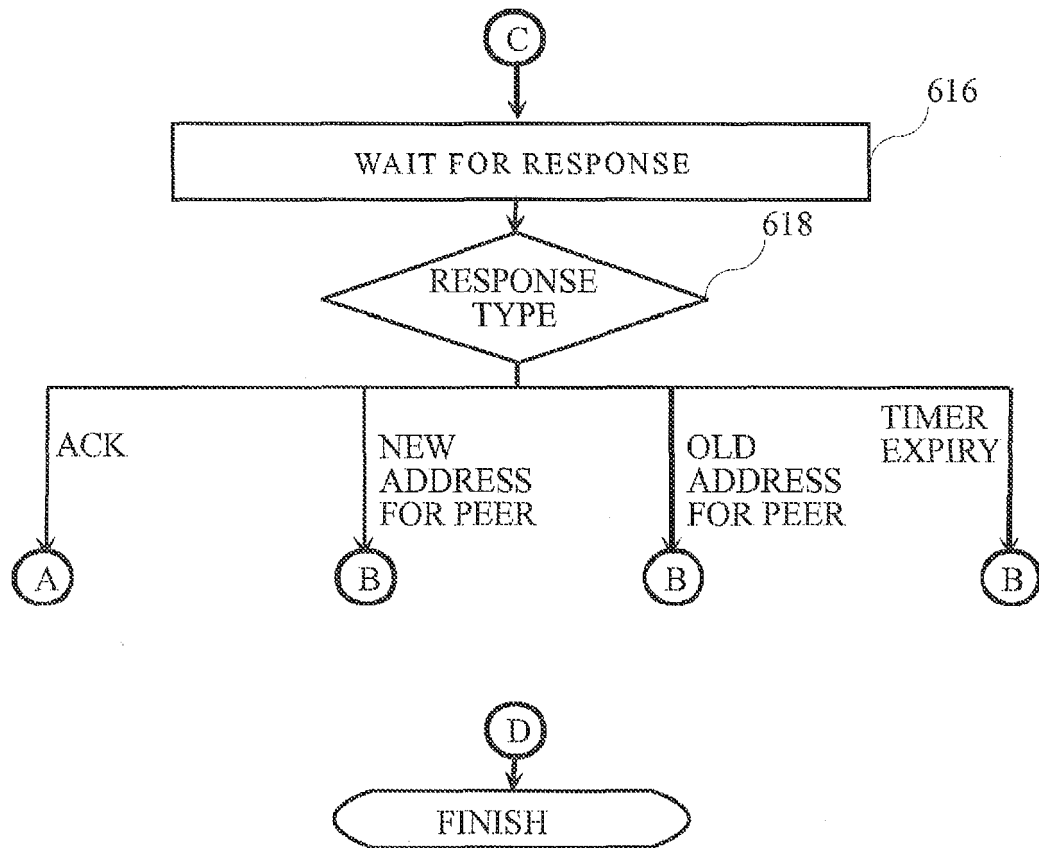 C
616
WAIT FOR RESPONSE
618
RESPONSE
TYPE
ACK
NEW
ADDRESS
FOR PEER
OLD
ADDRESS
FOR PEER
TIMER
EXPIRY
A
B
B
B
D
FINISH